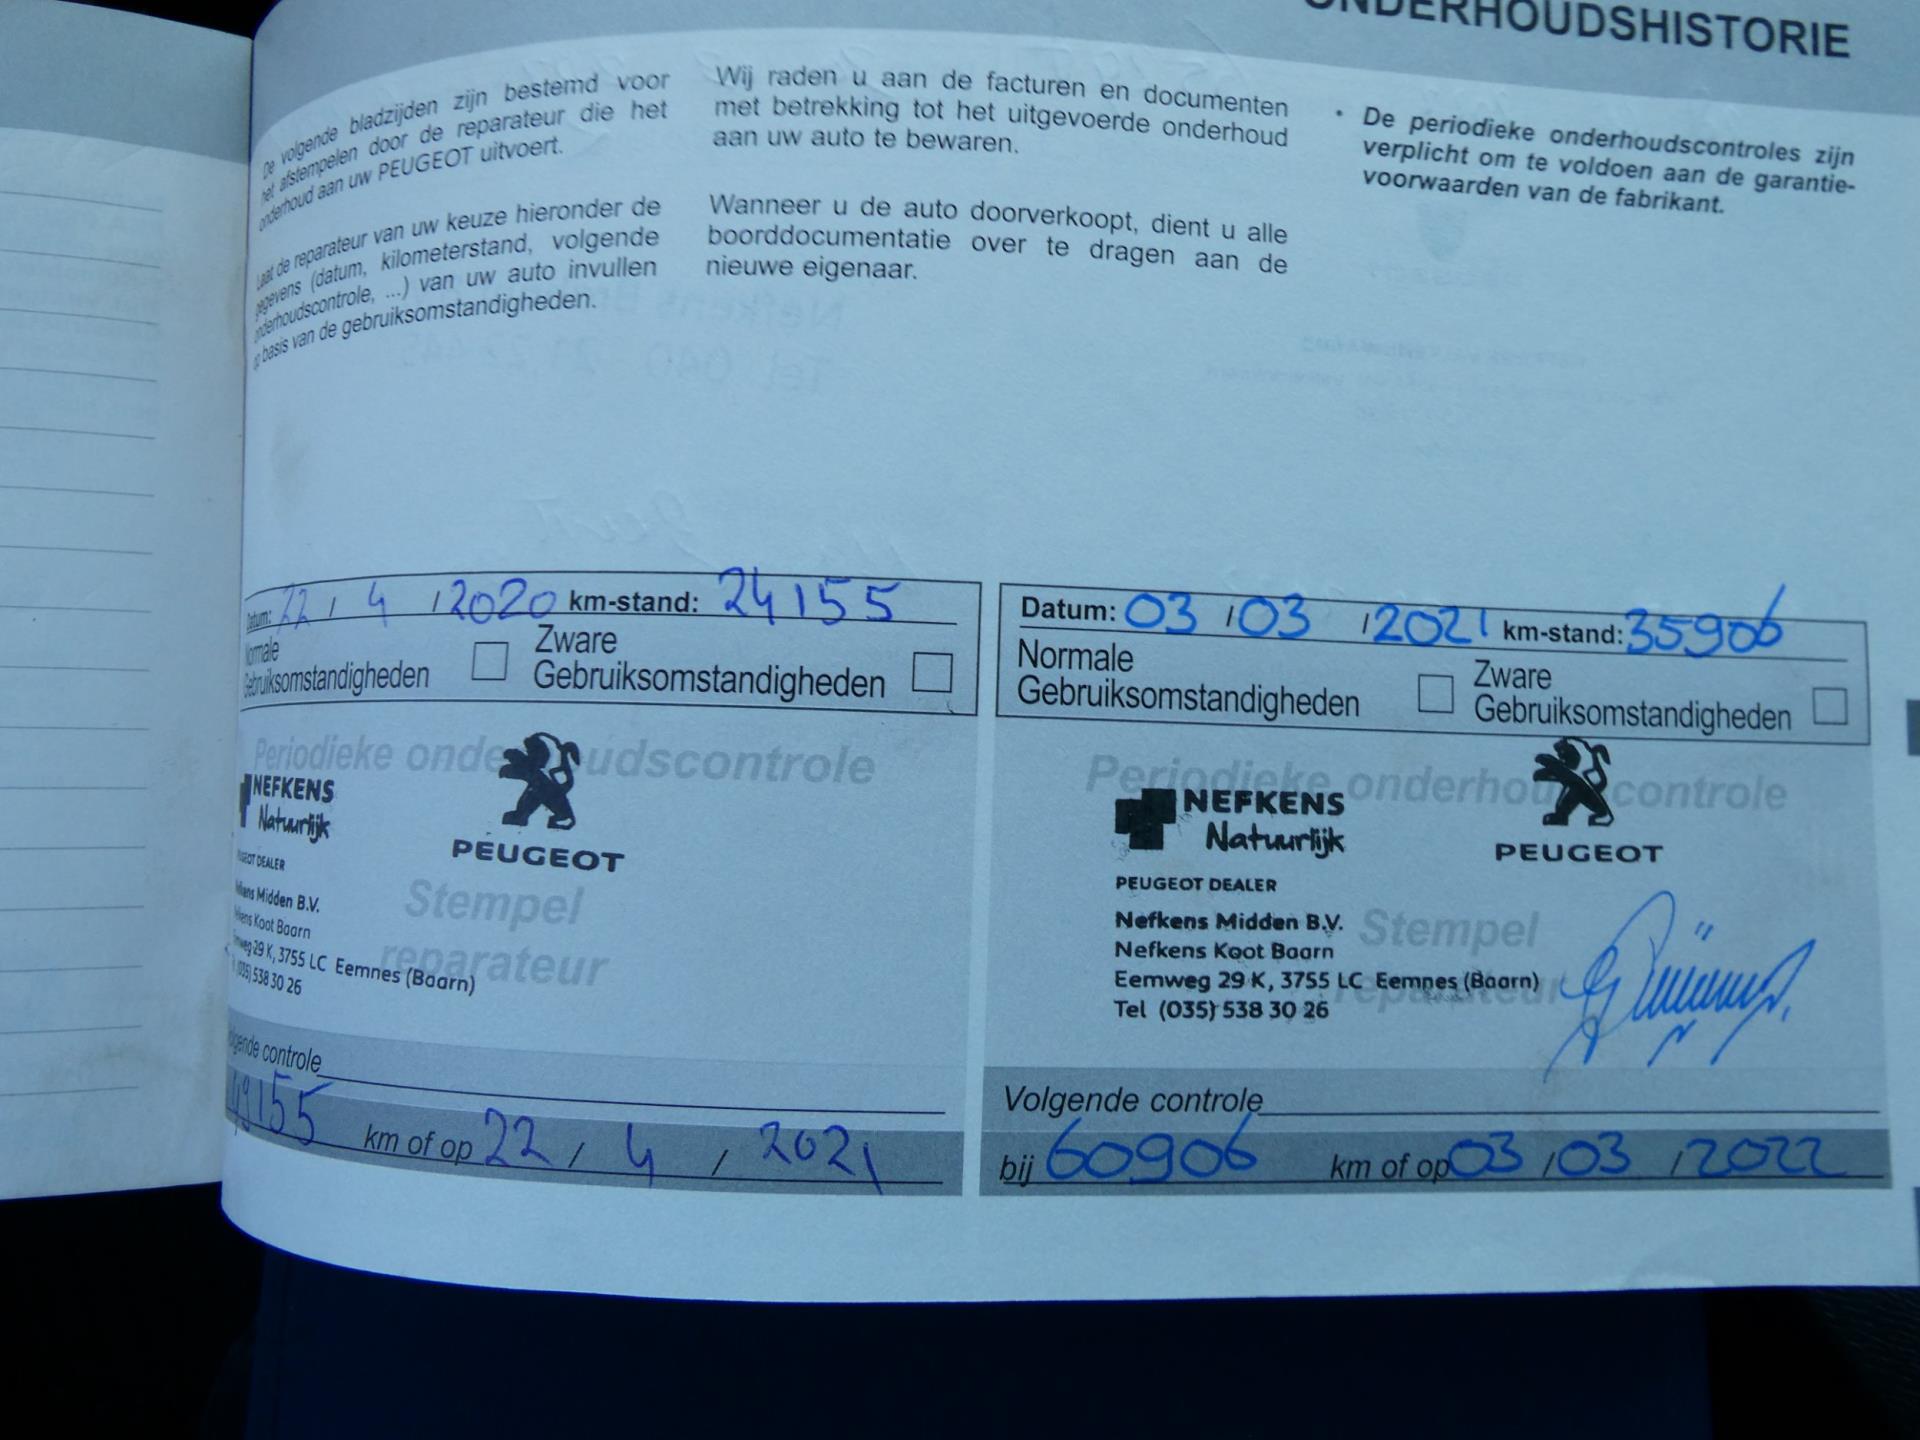 ONDERHOUDSHISTORIE
De volgende bladzijden zijn bestemd voor
het afstempelen door de reparateur die het
onderhoud aan uw PEUGEOT uitvoert.
Laat de reparateur van uw keuze hieronder de
gegevens (datum, kilometerstand, volgende
onderhoudscontrole, ...) van uw auto invullen
op basis van de gebruiksomstandigheden.
Wij raden u aan de facturen en documenten
met betrekking tot het uitgevoerde onderhoud
aan uw auto te bewaren.
Wanneer u de auto doorverkoopt, dient u alle
boorddocumentatie over te dragen aan de
nieuwe eigenaar.
• De periodieke onderhoudscontroles zijn
verplicht om te voldoen aan de garantie-
voorwaarden van de fabrikant.
Datum: 22 / 4 / 2020 km-stand: 24155
Normale
Gebruiksomstandigheden
Zware
Gebruiksomstandigheden
Periodieke onderhoudscontrole
NEFKENS
Natuurlijk
PEUGEOT
PEUGEOT DEALER
Stempel
reparateur
Nefkens Midden B.V.
Nefkens Koot Baarn
Eemweg 29 K, 3755 LC Eemnes (Baarn)
(035) 538 30 26
Volgende controle
49155 km of op 22 / 4 / 2021
Datum: 03 / 03 / 2021 km-stand: 35906
Normale
Gebruiksomstandigheden
Zware
Gebruiksomstandigheden
Periodieke onderhoudscontrole
NEFKENS
Natuurlijk
PEUGEOT
PEUGEOT DEALER
Stempel
reparateur
Nefkens Midden B.V.
Nefkens Koot Baarn
Eemweg 29 K, 3755 LC Eemnes (Baarn)
Tel (035) 538 30 26
Volgende controle
bij 60906 km of op 03 / 03 / 2022